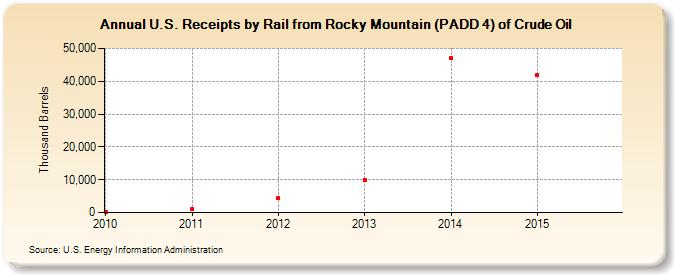 Annual U.S. Receipts by Rail from Rocky Mountain (PADD 4) of Crude Oil
Thousand Barrels
50,000
40,000
30,000
20,000
10,000
0
2010 2011 2012 2013 2014 2015
Source: U.S. Energy Information Administration